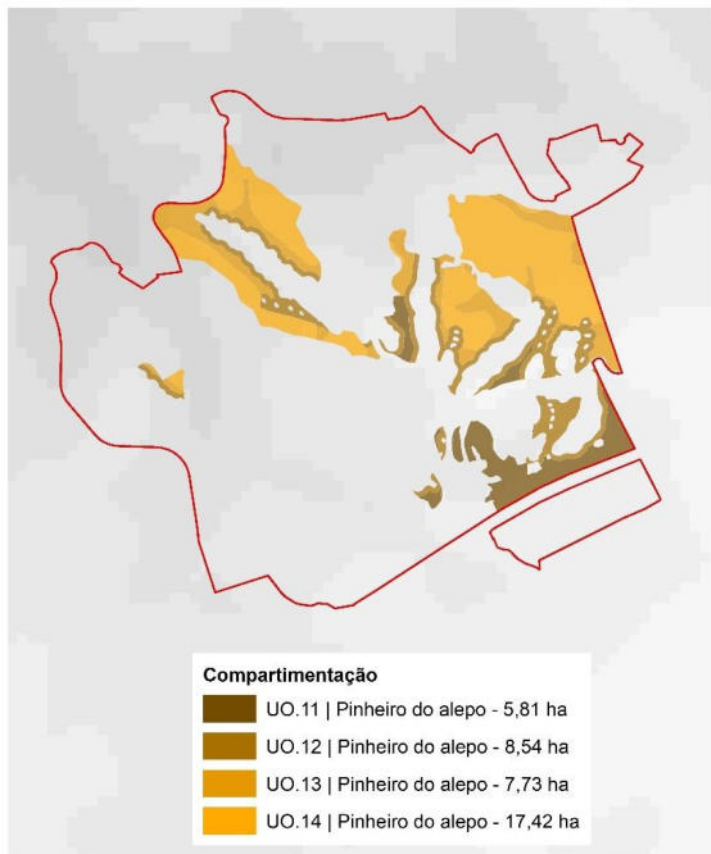 Compartimentação
UO.11 | Pinheiro do alepo - 5,81 ha
UO.12 | Pinheiro do alepo - 8,54 ha
UO.13 | Pinheiro do alepo - 7,73 ha
UO.14 | Pinheiro do alepo - 17,42 ha